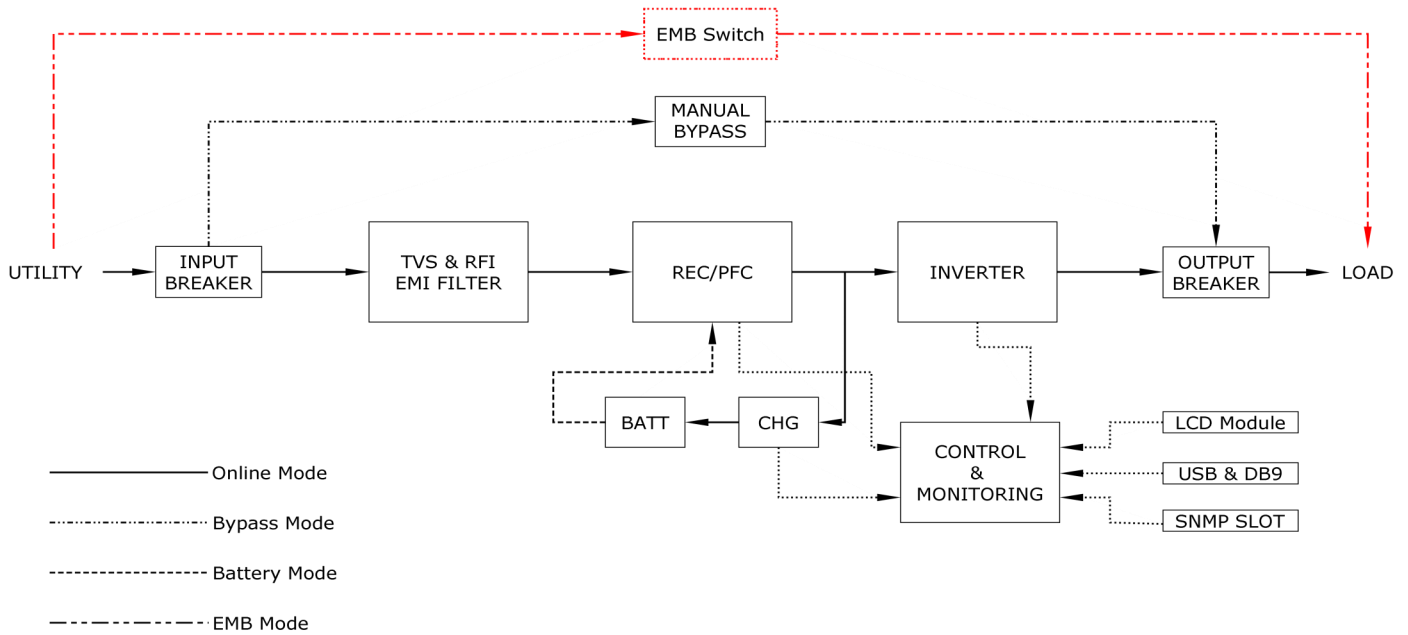 EMB Switch
MANUAL
BYPASS
UTILITY
INPUT
BREAKER
TVS & RFI
EMI FILTER
REC/PFC
INVERTER
OUTPUT
BREAKER
LOAD
BATT
CHG
CONTROL
&
MONITORING
LCD Module
USB & DB9
SNMP SLOT
Online Mode
Bypass Mode
Battery Mode
EMB Mode